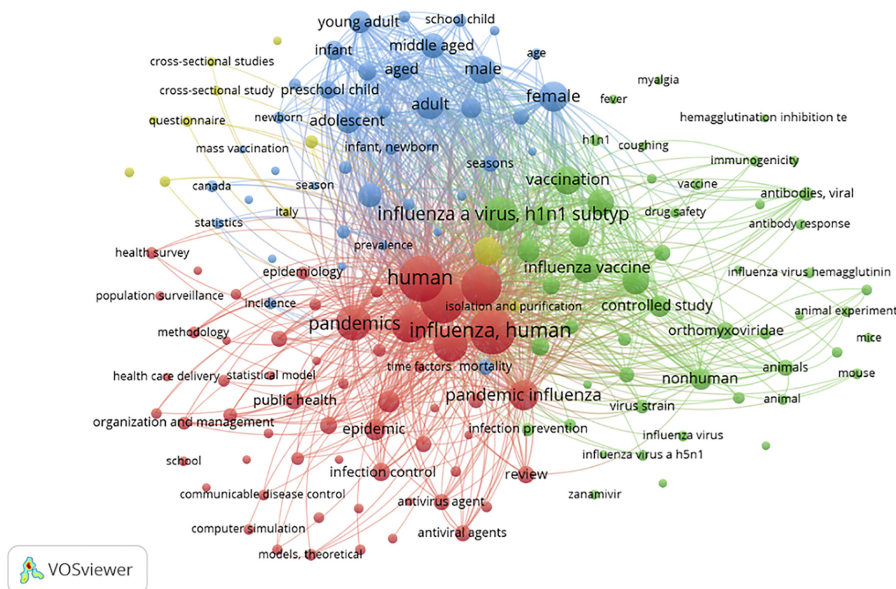 young adult
school child
infant
middle aged
age
cross-sectional studies
aged
male
myalgia
cross-sectional study
preschool child
adult
female
fever
questionnaire
newborn
adolescent
hemagglutination inhibition te
mass vaccination
infant, newborn
h1n1
coughing
seasons
immunogenicity
canada
season
vaccination
vaccine
antibodies, viral
italy
influenza a virus, h1n1 subtyp
drug safety
statistics
antibody response
prevalence
health survey
epidemiology
human
influenza vaccine
influenza virus hemagglutinin
population surveillance
incidence
isolation and purification
controlled study
animal experiment
methodology
pandemics
influenza, human
orthomyxoviridae
mice
time factors
mortality
health care delivery
statistical model
nonhuman
animals
mouse
public health
pandemic influenza
virus strain
animal
organization and management
epidemic
infection prevention
influenza virus
school
infection control
review
influenza virus a h5n1
communicable disease control
antivirus agent
zanamivir
computer simulation
antiviral agents
models, theoretical
VOSviewer